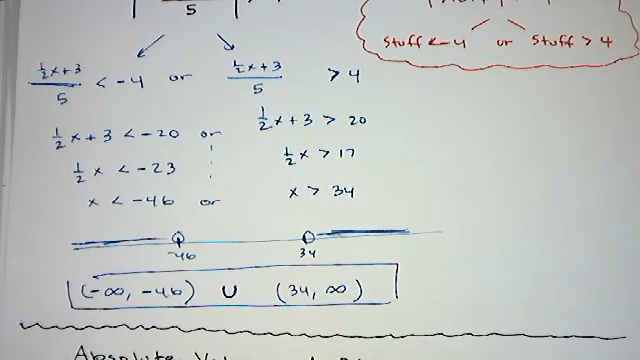 5
stuff < -4 or stuff > 4
(½x+3)/5 < -4 or (½x+3)/5 > 4
½x + 3 < -20 or ½x + 3 > 20
½x < -23 ½x > 17
x < -46 or x > 34
-46 34
(-∞, -46) ∪ (34, ∞)
Absolute